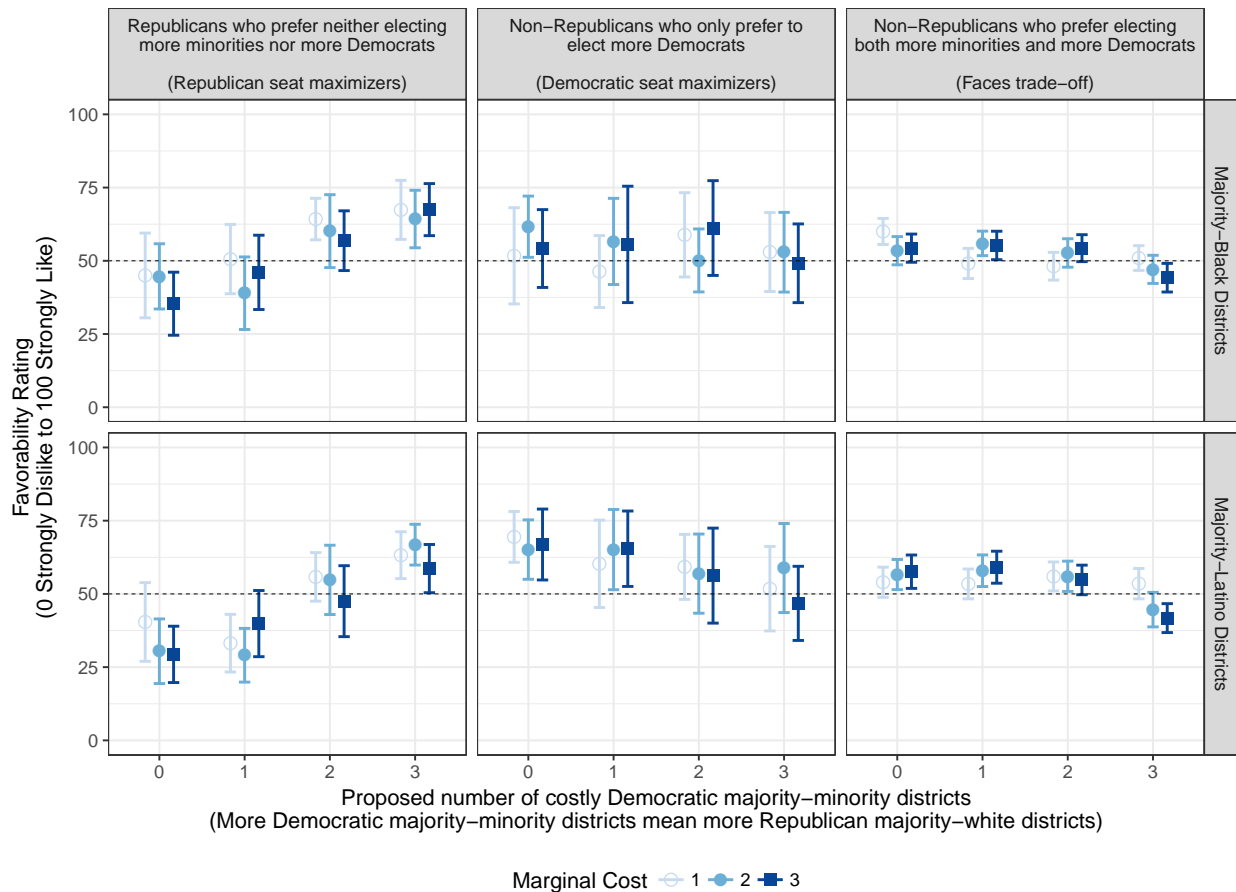 Republicans who prefer neither electing
more minorities nor more Democrats
(Republican seat maximizers)
Non−Republicans who only prefer to
elect more Democrats
(Democratic seat maximizers)
Non−Republicans who prefer electing
both more minorities and more Democrats
(Faces trade−off)
Favorability Rating
(0 Strongly Dislike to 100 Strongly Like)
100
75
50
25
0
Majority−Black Districts
100
75
50
25
0
Majority−Latino Districts
0 1 2 3 0 1 2 3 0 1 2 3
Proposed number of costly Democratic majority−minority districts
(More Democratic majority−minority districts mean more Republican majority−white districts)
Marginal Cost 1 2 3